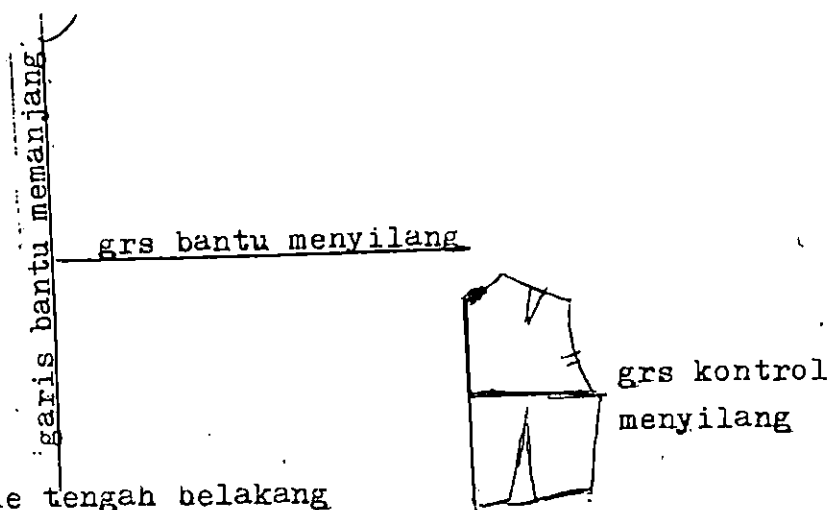 garis bantu memanjang
grs bantu menyilang
grs kontrol
menyilang
tengah belakang